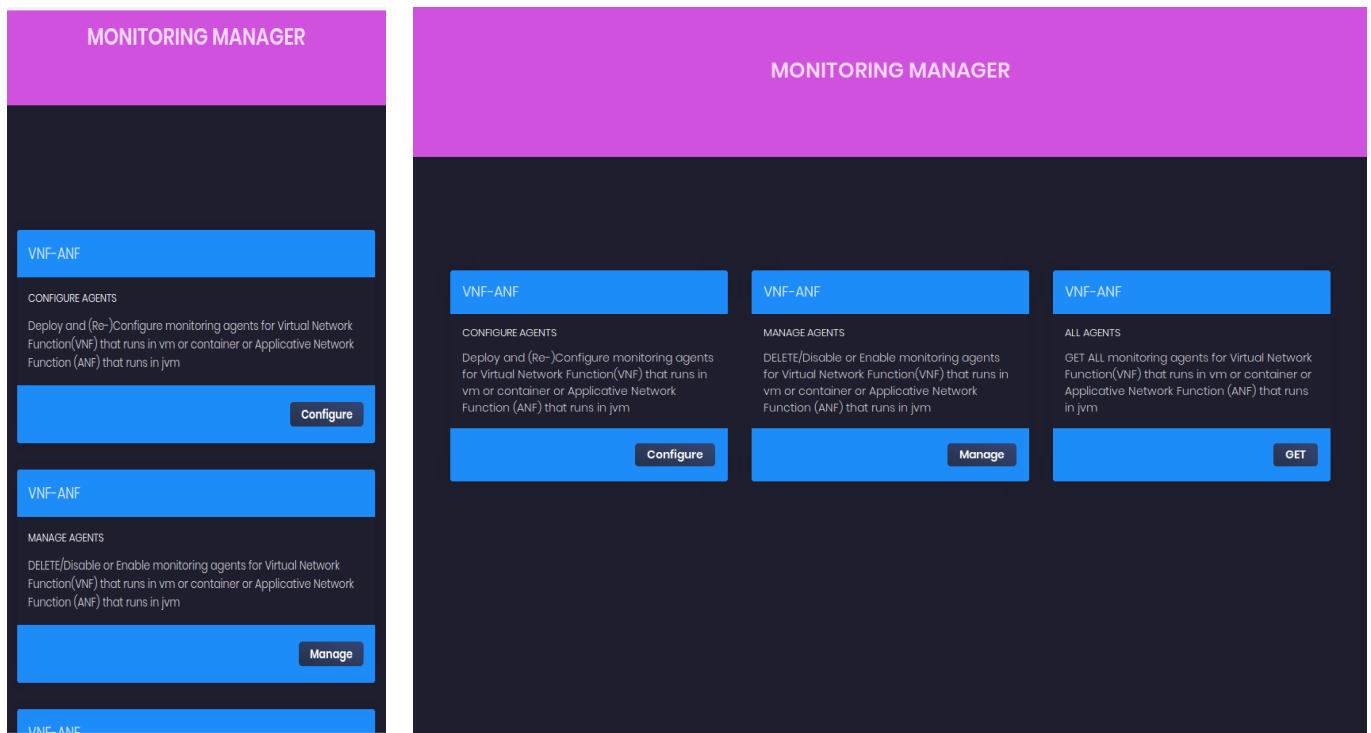 MONITORING MANAGER
VNF-ANF
CONFIGURE AGENTS
Deploy and (Re-)Configure monitoring agents for Virtual Network
Function(VNF) that runs in vm or container or Applicative Network
Function (ANF) that runs in jvm
Configure
VNF-ANF
MANAGE AGENTS
DELETE/Disable or Enable monitoring agents for Virtual Network
Function(VNF) that runs in vm or container or Applicative Network
Function (ANF) that runs in jvm
Manage
VNF-ANF
MONITORING MANAGER
VNF-ANF
CONFIGURE AGENTS
Deploy and (Re-)Configure monitoring agents
for Virtual Network Function(VNF) that runs in
vm or container or Applicative Network
Function (ANF) that runs in jvm
Configure
VNF-ANF
MANAGE AGENTS
DELETE/Disable or Enable monitoring agents
for Virtual Network Function(VNF) that runs in
vm or container or Applicative Network
Function (ANF) that runs in jvm
Manage
VNF-ANF
ALL AGENTS
GET ALL monitoring agents for Virtual Network
Function(VNF) that runs in vm or container or
Applicative Network Function (ANF) that runs
in jvm
GET